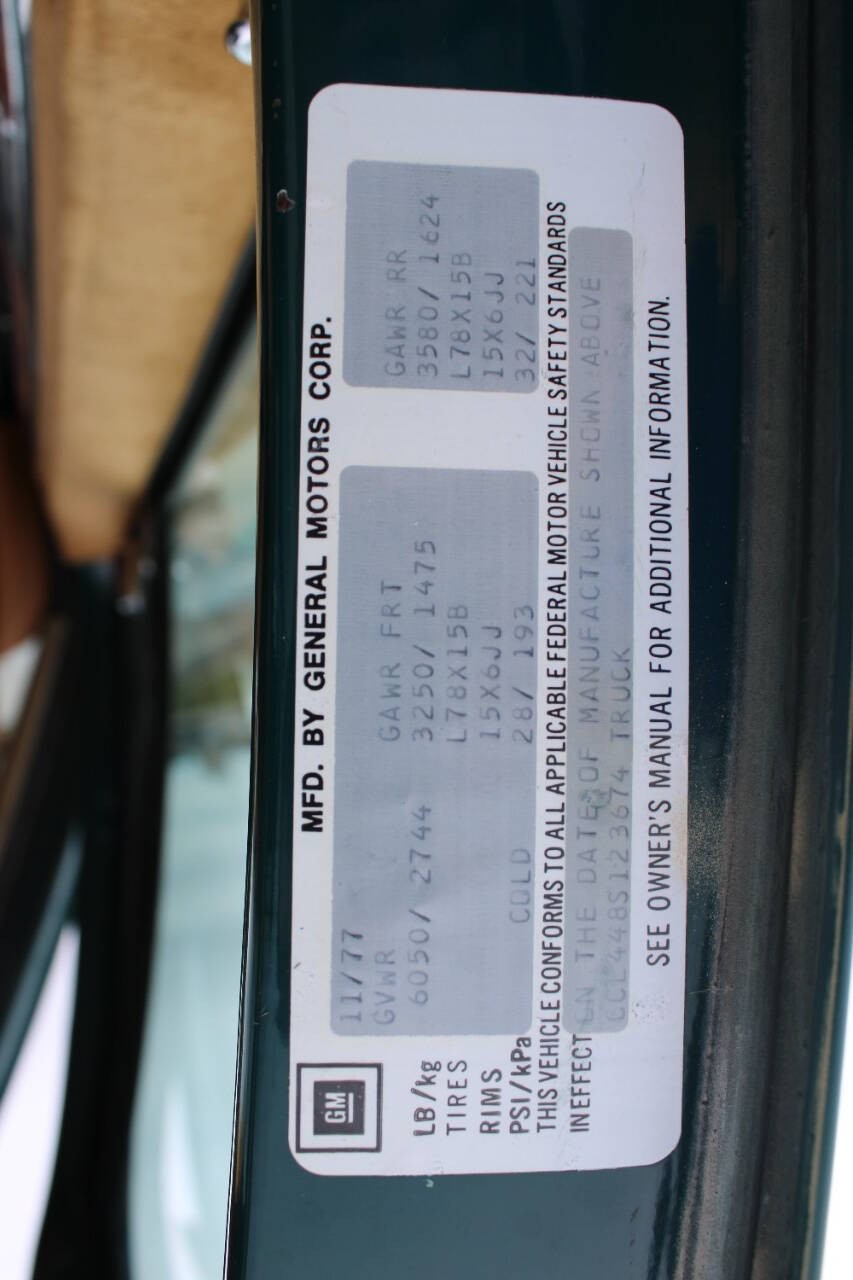 MFD. BY GENERAL MOTORS CORP.
11/77
GVWR GAWR FRT GAWR RR
LB/kg 6050/ 2744 3250/ 1475 3580/ 1624
TIRES L78X15B L78X15B
RIMS 15X6JJ 15X6JJ
PSI/kPa COLD 28/ 193 32/ 221
THIS VEHICLE CONFORMS TO ALL APPLICABLE FEDERAL MOTOR VEHICLE SAFETY STANDARDS
IN EFFECT ON THE DATE OF MANUFACTURE SHOWN ABOVE
CCL448S123674 TRUCK
SEE OWNER'S MANUAL FOR ADDITIONAL INFORMATION.
GM